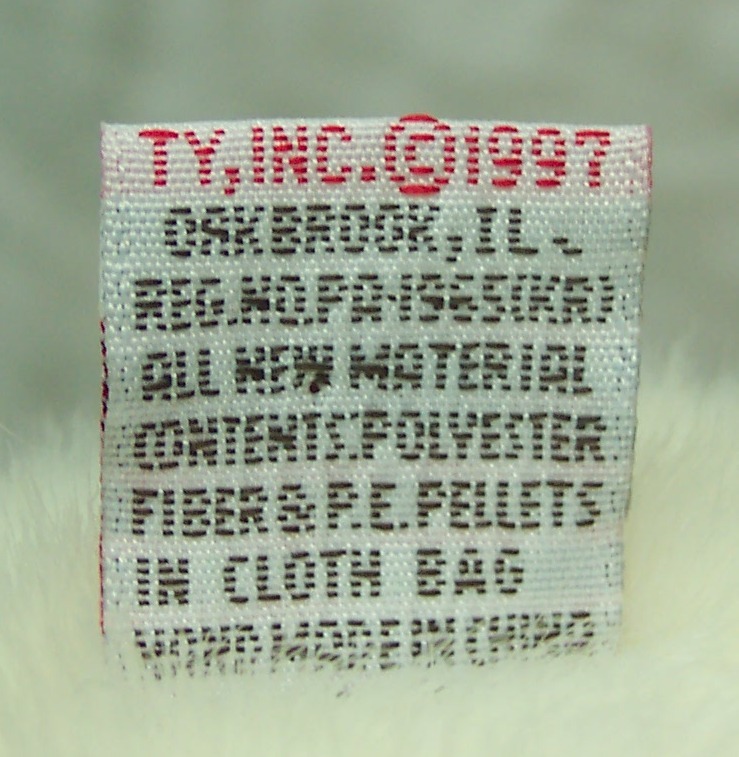 TY, INC. ©1997
OAKBROOK, IL
REG. NO. PA-1965(KR)
ALL NEW MATERIAL
CONTENTS: POLYESTER
FIBER & P.E. PELLETS
IN CLOTH BAG
HAND MADE IN CHINA